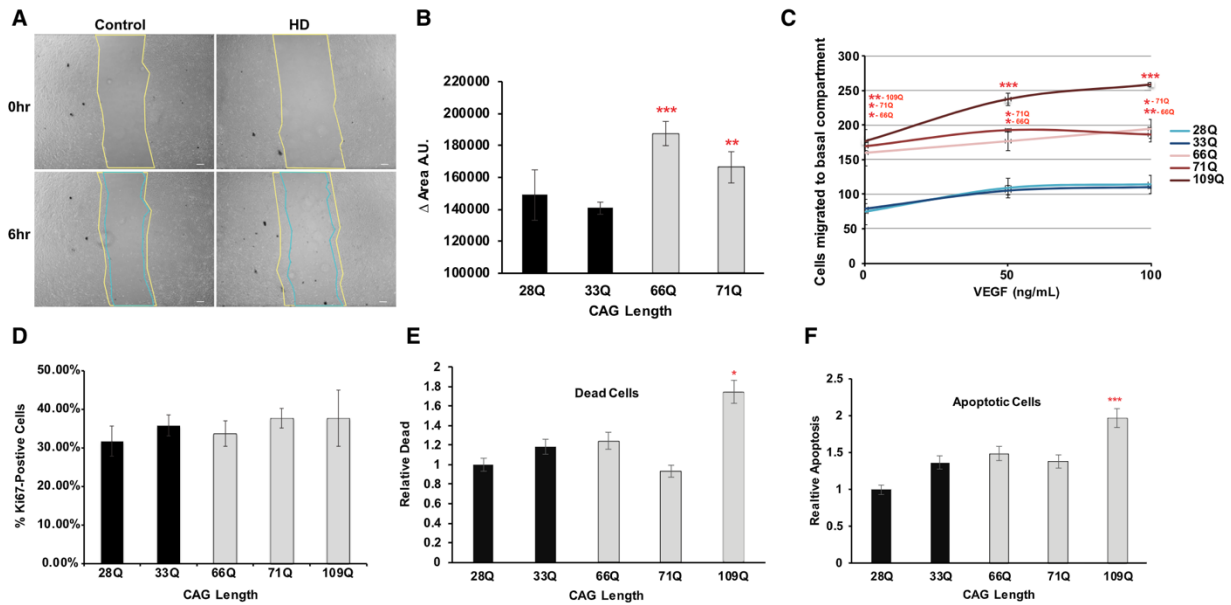 A
Control
HD
0hr
6hr
B
220000
200000
180000
160000
140000
120000
100000
Δ Area A.U.
***
**
28Q
33Q
66Q
71Q
CAG Length
C
300
250
200
150
100
50
0
Cells migrated to basal compartment
**- 109Q
*- 71Q
*- 66Q
***
*- 71Q
*- 66Q
***
*- 71Q
**- 66Q
0
50
100
VEGF (ng/mL)
28Q
33Q
66Q
71Q
109Q
D
50.00%
40.00%
30.00%
20.00%
10.00%
0.00%
% Ki67-Postive Cells
28Q
33Q
66Q
71Q
109Q
CAG Length
E
2
1.8
1.6
1.4
1.2
1
0.8
0.6
0.4
0.2
0
Relative Dead
Dead Cells
*
28Q
33Q
66Q
71Q
109Q
CAG Length
F
2.5
2
1.5
1
0.5
0
Realtive Apoptosis
Apoptotic Cells
***
28Q
33Q
66Q
71Q
109Q
CAG Length